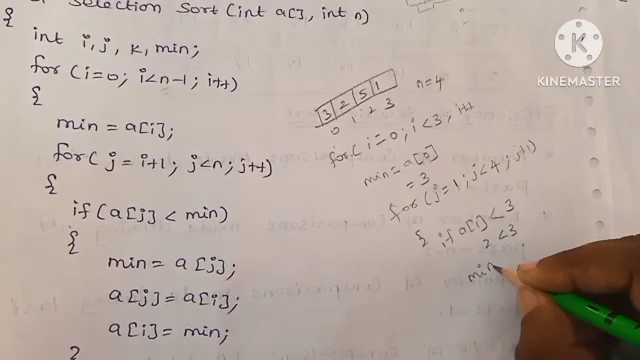 Selection Sort (int a[], int n)
{
int i, j, k, min;
for (i=0; i<n-1; i++)
{
min = a[i];
for( j = i+1; j<n; j++)
{
if (a[j] < min)
{
min = a[j];
a[j] = a[i];
a[i] = min;
}
3 2 5 1
n=4
0 1 2 3
for( i=0; i<3; i++
min = a[0]
= 3
for (j=1; j<4; j++)
{ if a[1]<3
2<3
min
K
KINEMASTER